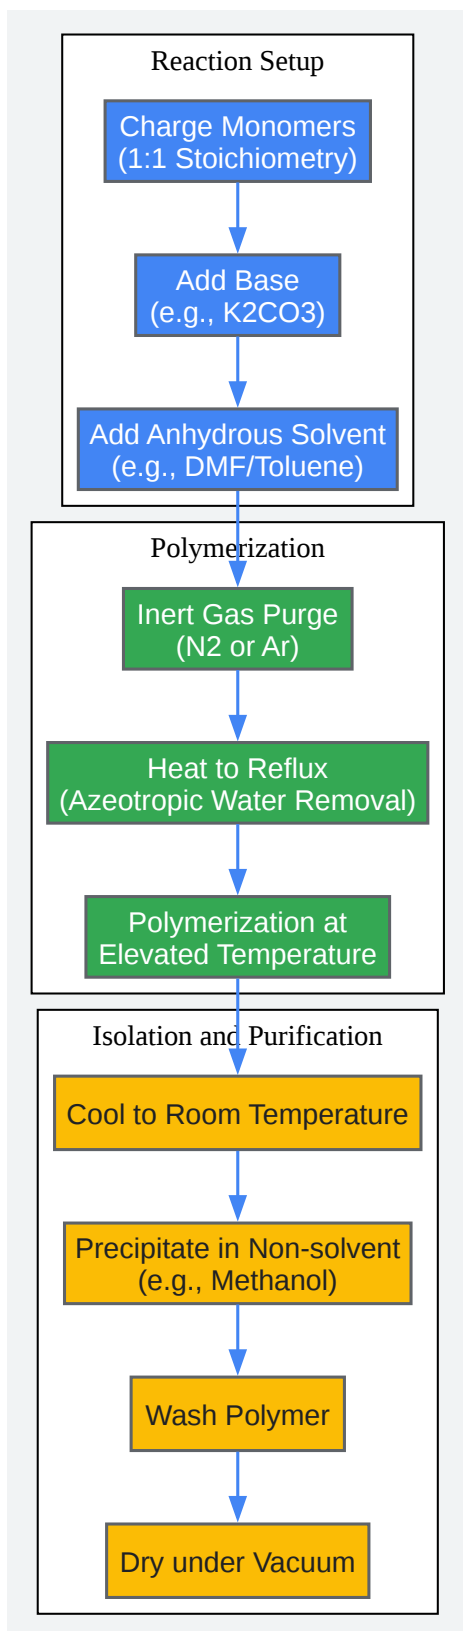 Reaction Setup
Charge Monomers
(1:1 Stoichiometry)
Add Base
(e.g., K2CO3)
Add Anhydrous Solvent
(e.g., DMF/Toluene)
Polymerization
Inert Gas Purge
(N2 or Ar)
Heat to Reflux
(Azeotropic Water Removal)
Polymerization at
Elevated Temperature
Isolation and Purification
Cool to Room Temperature
Precipitate in Non-solvent
(e.g., Methanol)
Wash Polymer
Dry under Vacuum